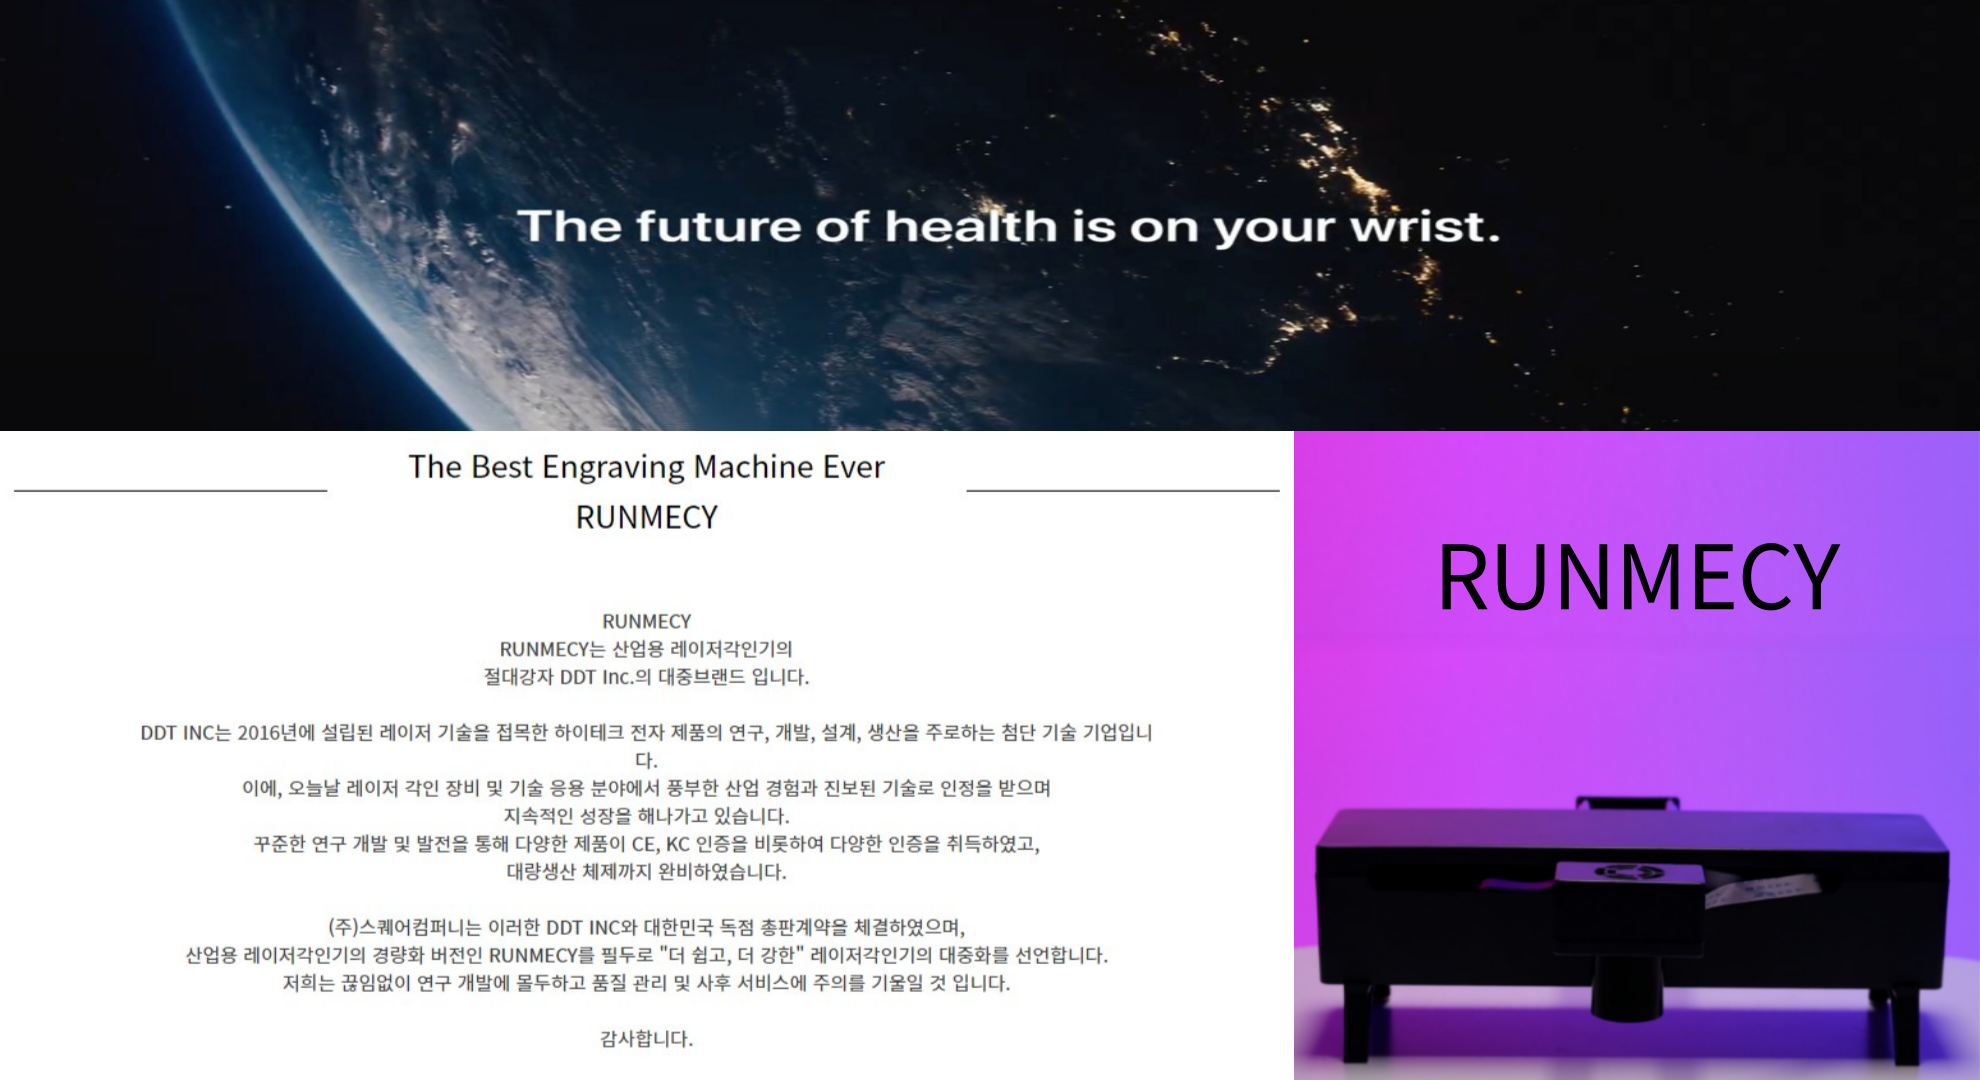 The future of health is on your wrist.
The Best Engraving Machine Ever
RUNMECY
RUNMECY
RUNMECY는 산업용 레이저각인기의
절대강자 DDT Inc.의 대중브랜드 입니다.
DDT INC는 2016년에 설립된 레이저 기술을 접목한 하이테크 전자 제품의 연구, 개발, 설계, 생산을 주로하는 첨단 기술 기업입니
다.
이에, 오늘날 레이저 각인 장비 및 기술 응용 분야에서 풍부한 산업 경험과 진보된 기술로 인정을 받으며
지속적인 성장을 해나가고 있습니다.
꾸준한 연구 개발 및 발전을 통해 다양한 제품이 CE, KC 인증을 비롯하여 다양한 인증을 취득하였고,
대량생산 체제까지 완비하였습니다.
(주)스퀘어컴퍼니는 이러한 DDT INC와 대한민국 독점 총판계약을 체결하였으며,
산업용 레이저각인기의 경량화 버전인 RUNMECY를 필두로 "더 쉽고, 더 강한" 레이저각인기의 대중화를 선언합니다.
저희는 끊임없이 연구 개발에 몰두하고 품질 관리 및 사후 서비스에 주의를 기울일 것 입니다.
감사합니다.
RUNMECY